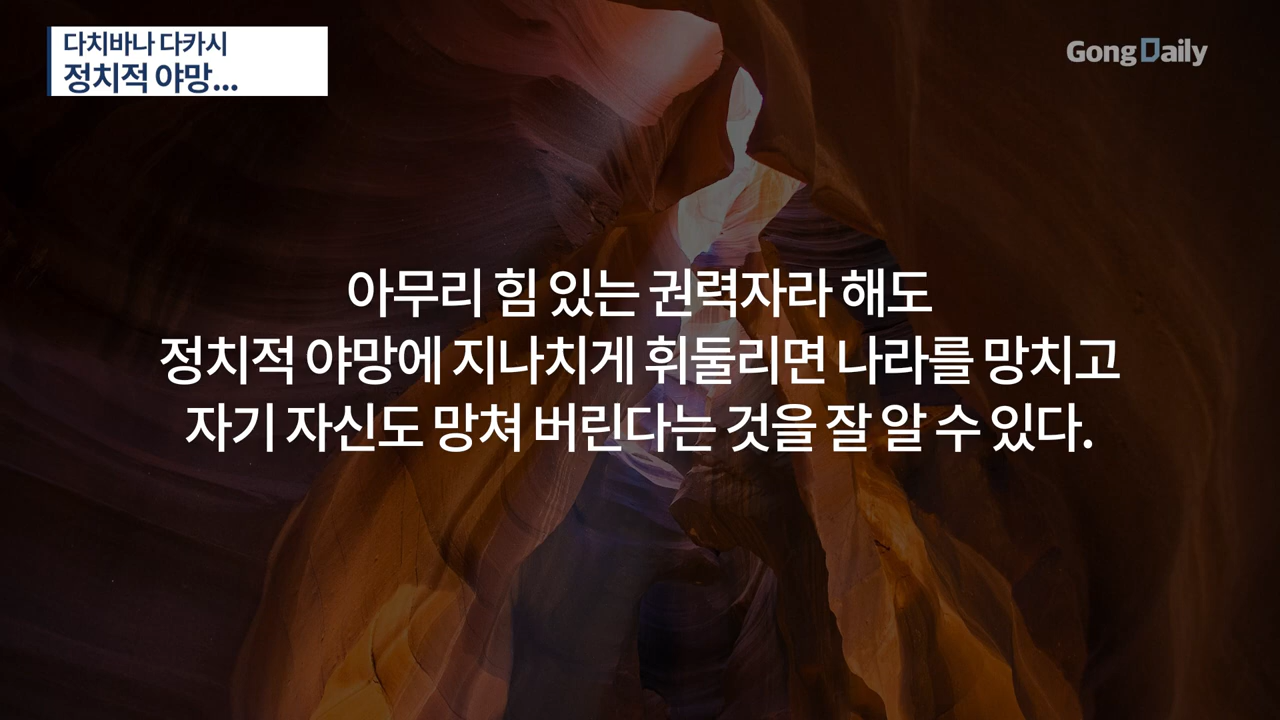 다치바나 다카시
정치적 야망...
Gong Daily
아무리 힘 있는 권력자라 해도
정치적 야망에 지나치게 휘둘리면 나라를 망치고
자기 자신도 망쳐 버린다는 것을 잘 알 수 있다.